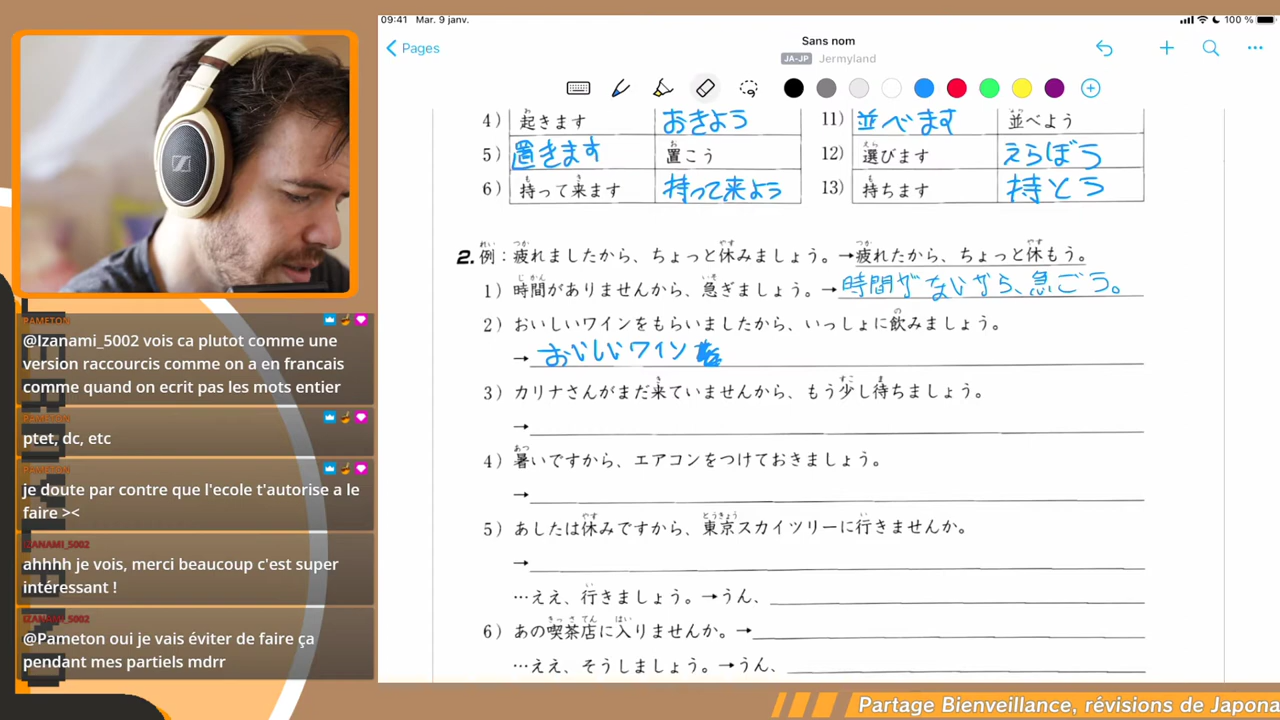 09:41 Mar. 9 janv.
100 %
Pages
Sans nom
JA-JP Jermyland
4） 起きます おきよう
11） 並べます 並べよう
5） 置きます 置こう
12） 選びます えらぼう
6） 持って来ます 持って来よう
13） 持ちます 持とう
2. 例：疲れましたから、ちょっと休みましょう。→疲れたから、ちょっと休もう。
1）時間がありませんから、急ぎましょう。→時間がないがら、急ごう。
2）おいしいワインをもらいましたから、いっしょに飲みましょう。
→ おいしいワイン
3）カリナさんがまだ来ていませんから、もう少し待ちましょう。
→
4）暑いですから、エアコンをつけておきましょう。
→
5）あしたは休みですから、東京スカイツリーに行きませんか。
→
…ええ、行きましょう。→うん、
6）あの喫茶店に入りませんか。→
…ええ、そうしましょう。→うん、
PAMETON
@Izanami_5002 vois ca plutot comme une
version raccourcis comme on a en francais
comme quand on ecrit pas les mots entier
PAMETON
ptet, dc, etc
PAMETON
je doute par contre que l'ecole t'autorise a le
faire ><
IZANAMI_5002
ahhhh je vois, merci beaucoup c'est super
intéressant !
IZANAMI_5002
@Pameton oui je vais éviter de faire ça
pendant mes partiels mdrr
Partage Bienveillance, révisions de Japona